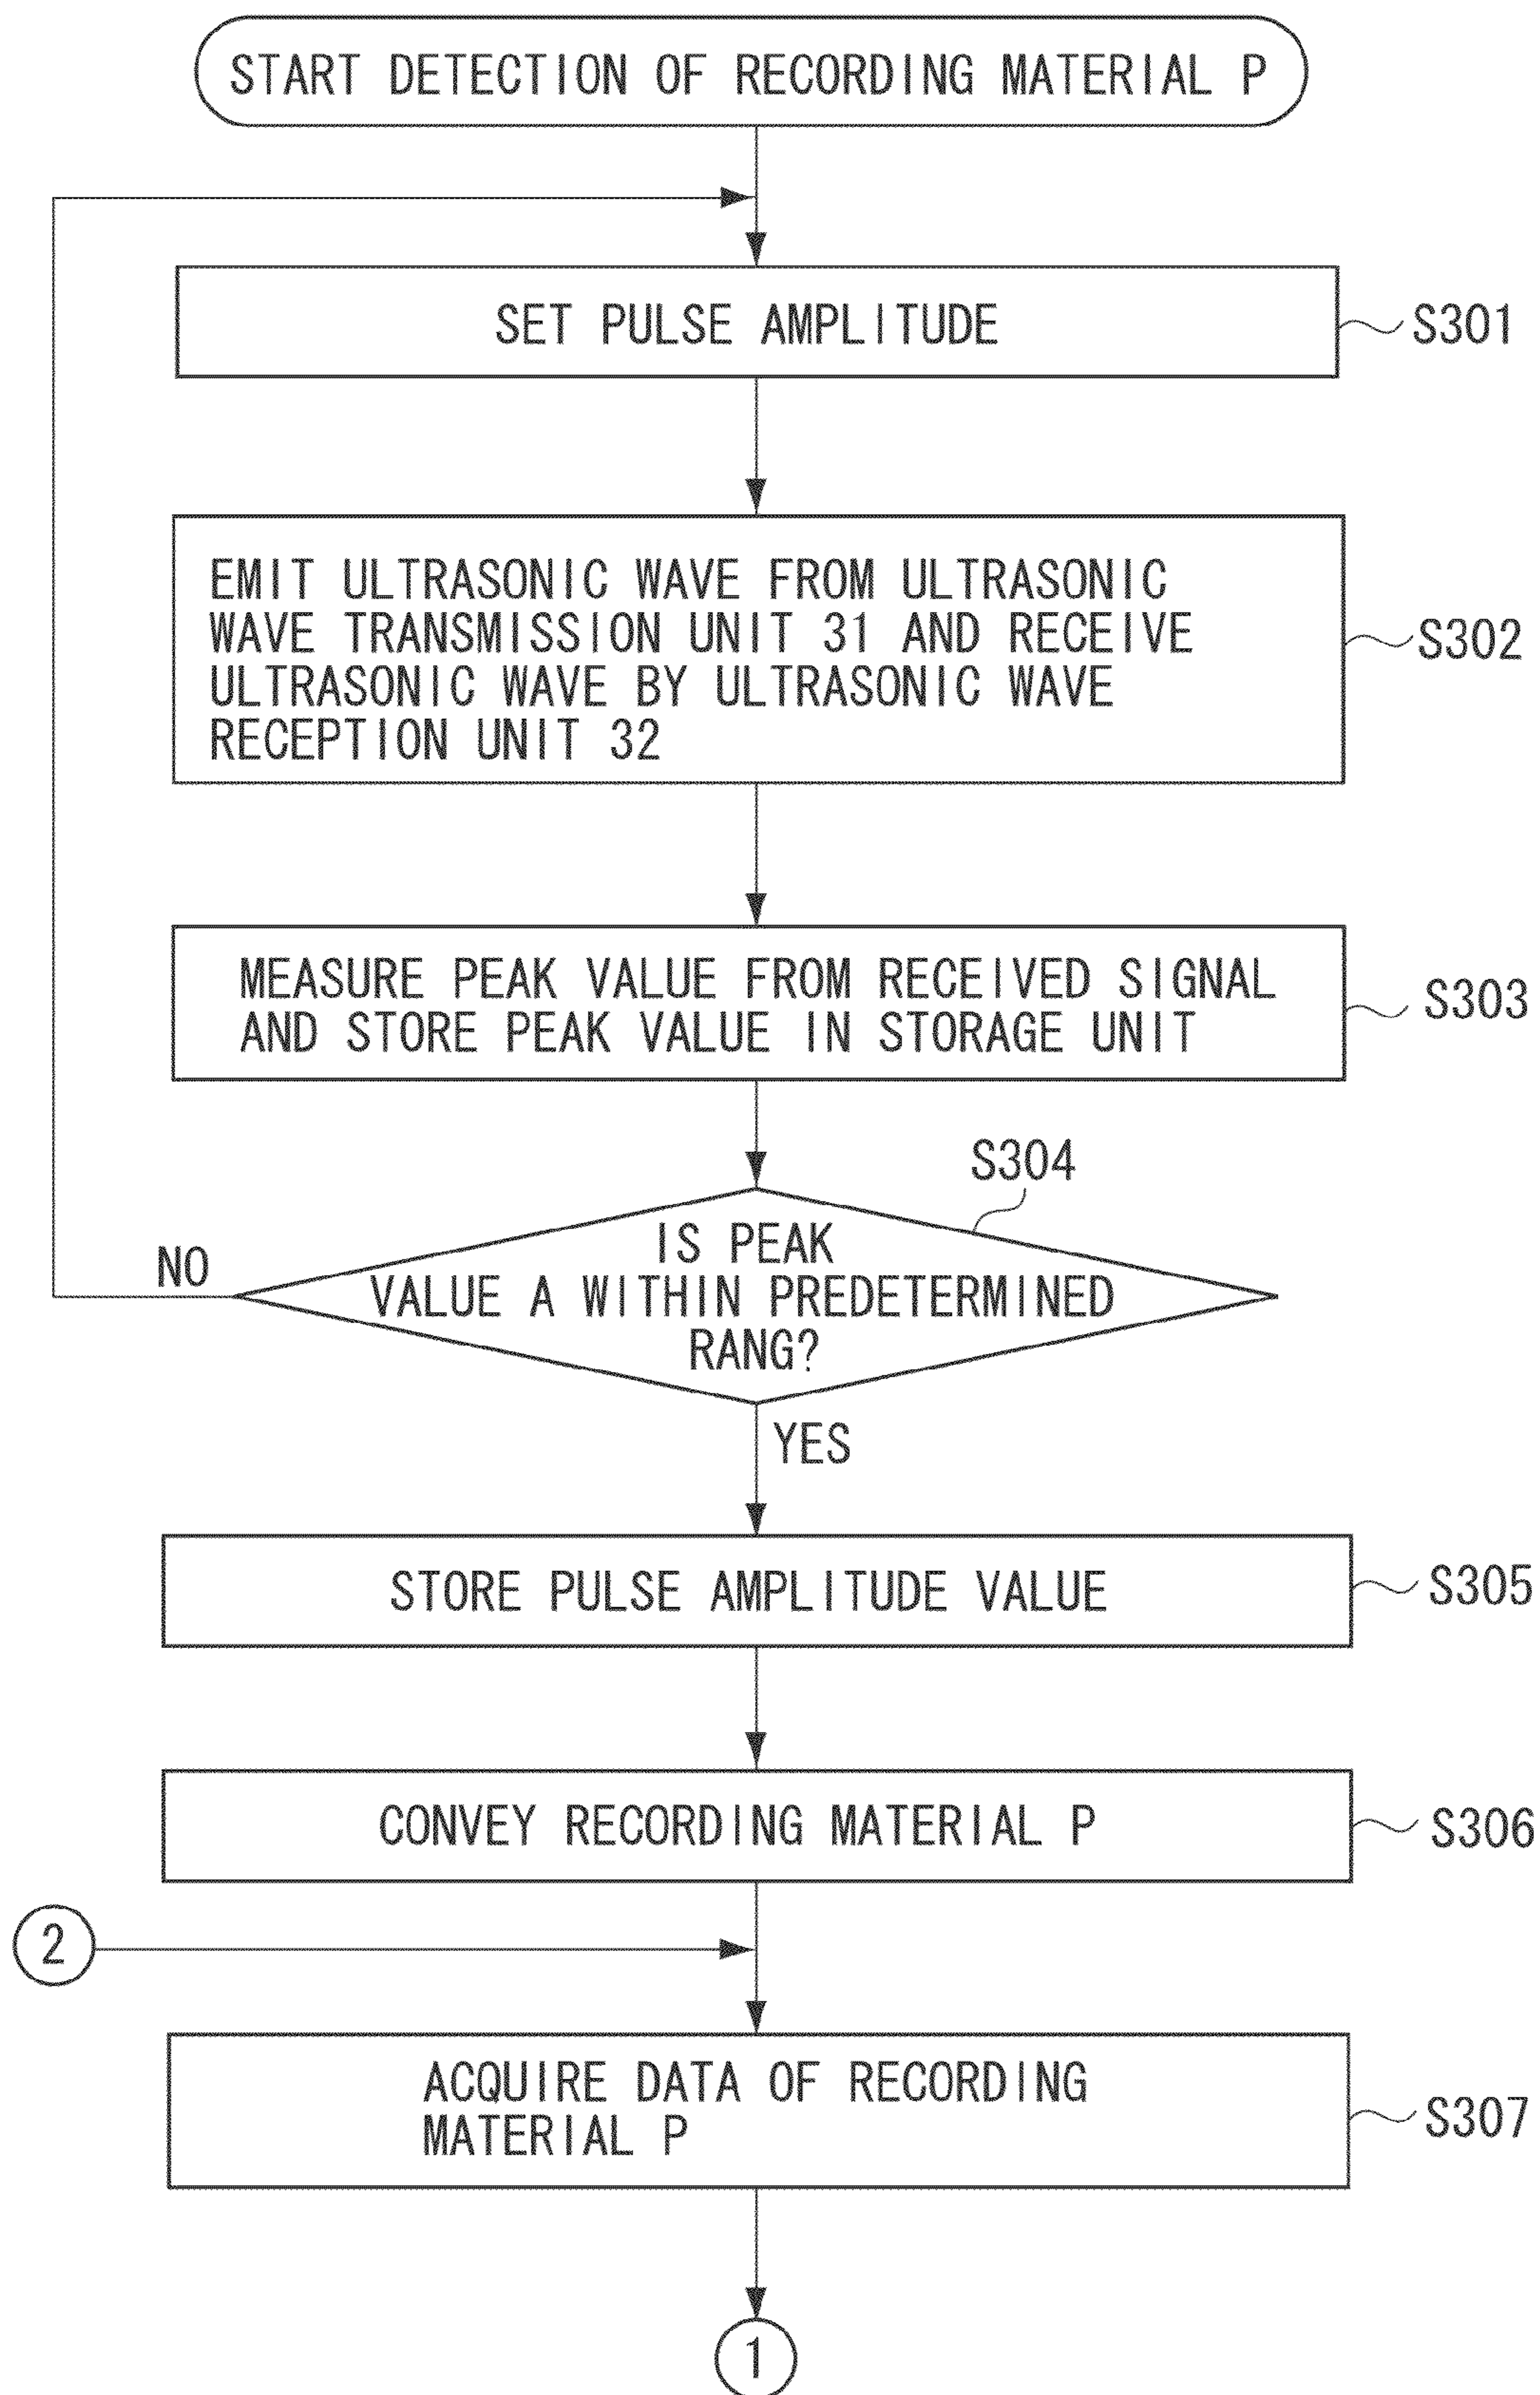 START DETECTION OF RECORDING MATERIAL P
SET PULSE AMPLITUDE
S301
EMIT ULTRASONIC WAVE FROM ULTRASONIC
WAVE TRANSMISSION UNIT 31 AND RECEIVE
ULTRASONIC WAVE BY ULTRASONIC WAVE
RECEPTION UNIT 32
S302
MEASURE PEAK VALUE FROM RECEIVED SIGNAL
AND STORE PEAK VALUE IN STORAGE UNIT
S303
S304
IS PEAK
VALUE A WITHIN PREDETERMINED
RANG?
NO
YES
STORE PULSE AMPLITUDE VALUE
S305
CONVEY RECORDING MATERIAL P
S306
2
ACQUIRE DATA OF RECORDING
MATERIAL P
S307
1